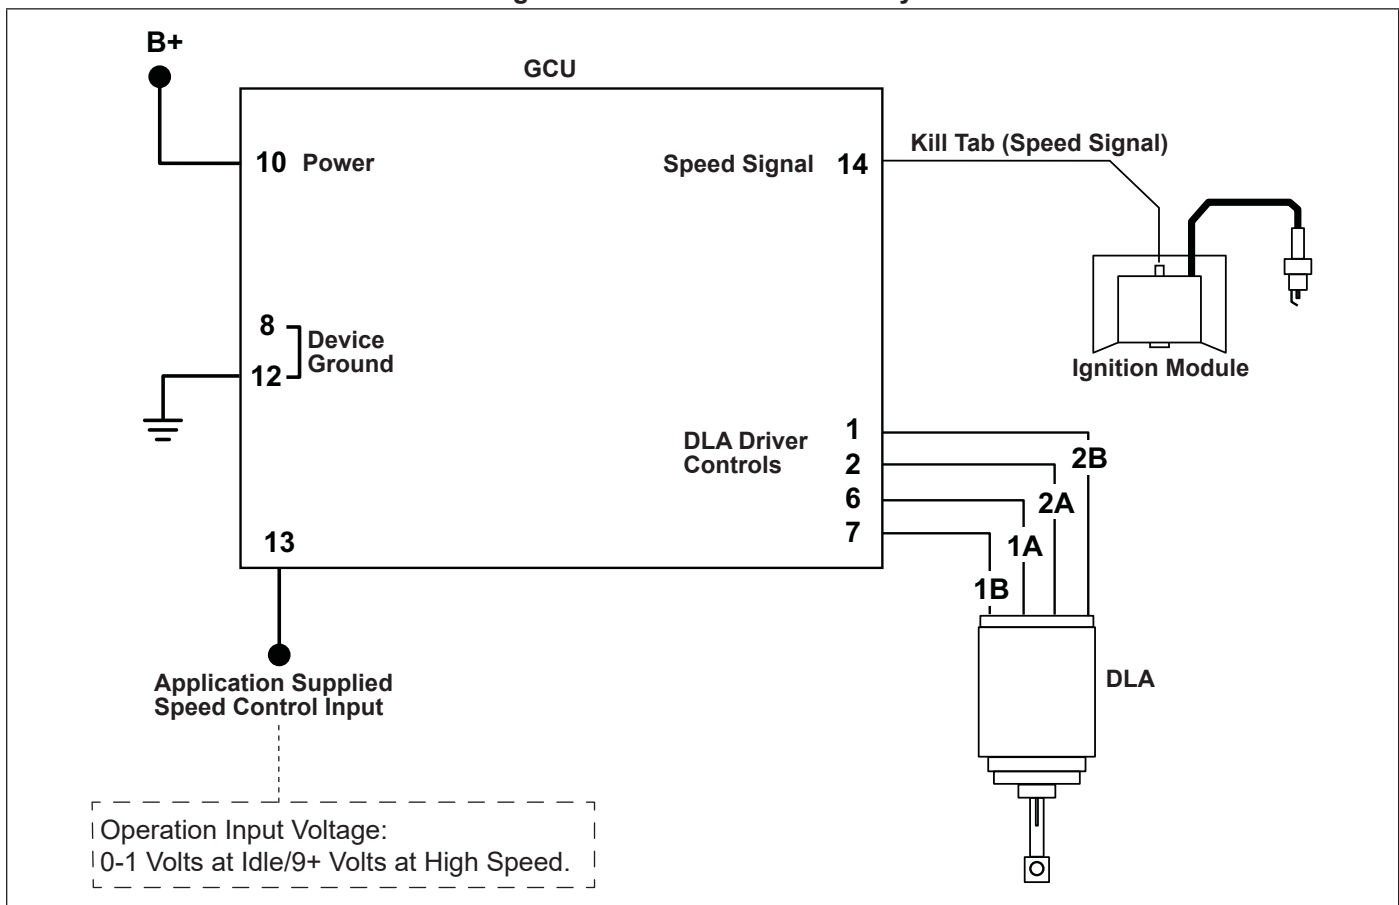 B+
GCU
10 Power
Speed Signal 14
Kill Tab (Speed Signal)
8
Device
Ground
12
Ignition Module
DLA Driver
Controls
1
2
6
7
2B
2A
1A
1B
13
DLA
Application Supplied
Speed Control Input
Operation Input Voltage:
0-1 Volts at Idle/9+ Volts at High Speed.